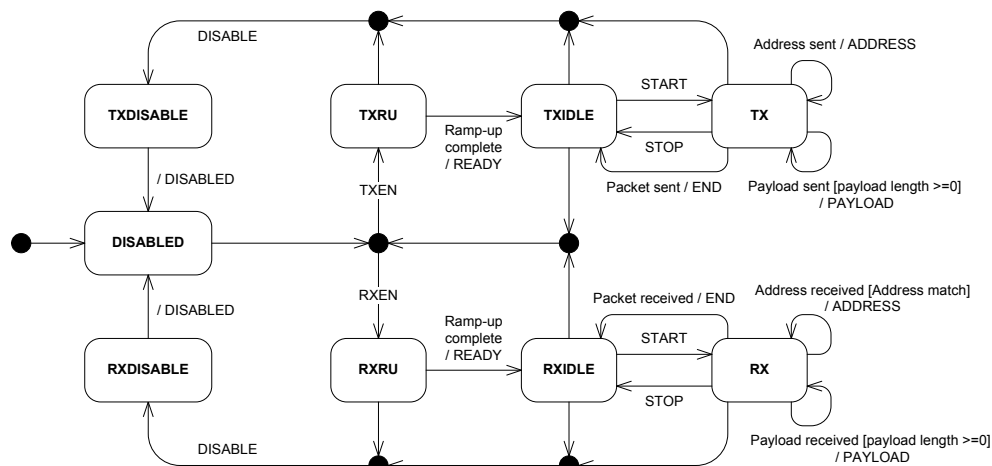 DISABLE
Address sent / ADDRESS
TXDISABLE
TXRU
TXIDLE
START
TX
STOP
Ramp-up
complete
/ READY
/ DISABLED
TXEN
Packet sent / END
Payload sent [payload length >=0]
/ PAYLOAD
DISABLED
RXEN
/ DISABLED
Ramp-up
complete
/ READY
Packet received / END
Address received [Address match]
/ ADDRESS
START
RXDISABLE
RXRU
RXIDLE
RX
STOP
DISABLE
Payload received [payload length >=0]
/ PAYLOAD